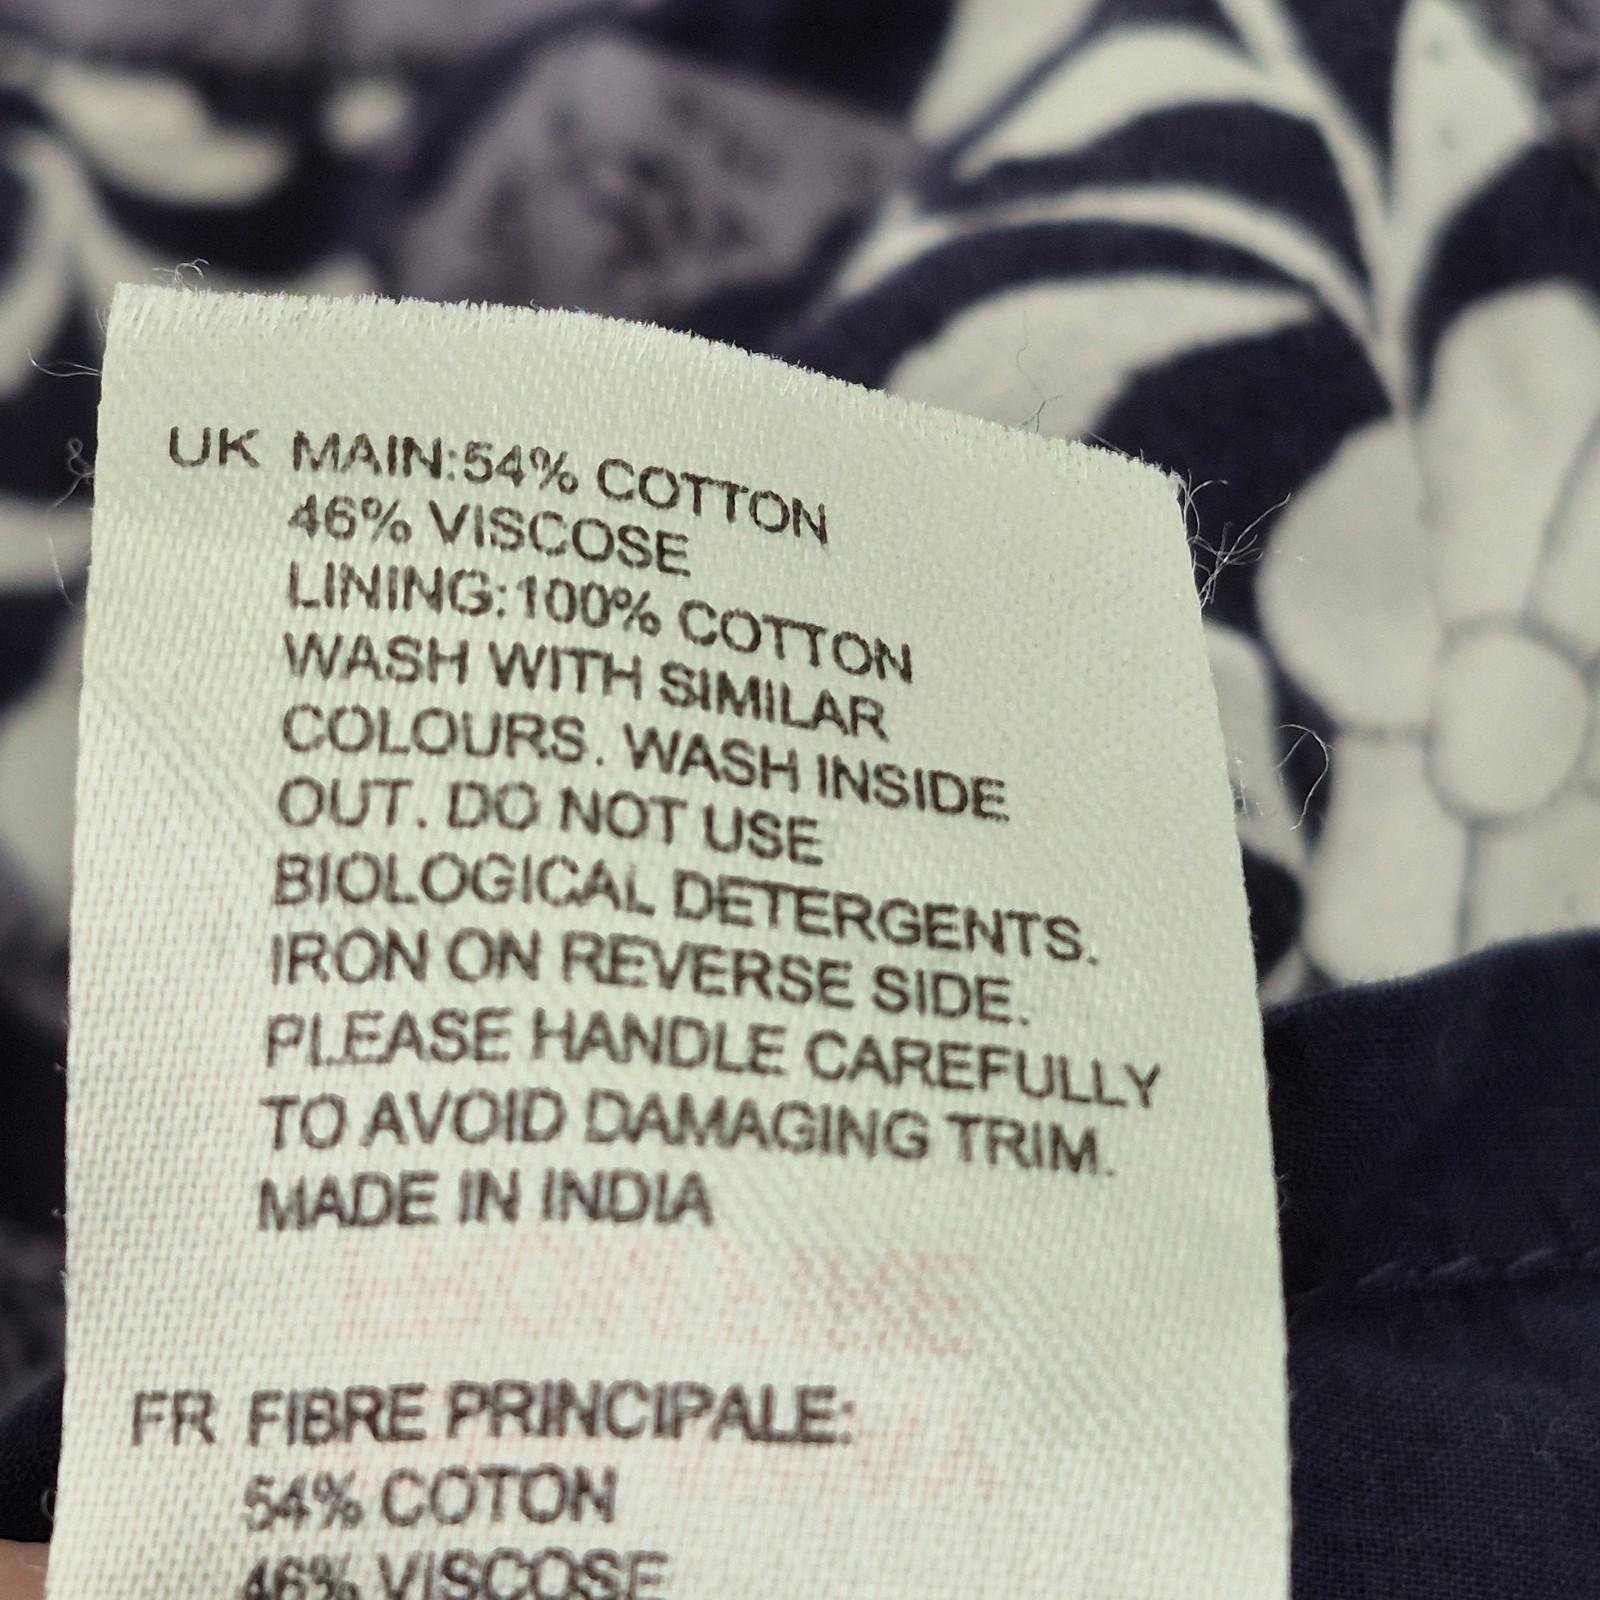 UK MAIN:54% COTTON
46% VISCOSE
LINING:100% COTTON
WASH WITH SIMILAR
COLOURS. WASH INSIDE
OUT. DO NOT USE
BIOLOGICAL DETERGENTS.
IRON ON REVERSE SIDE.
PLEASE HANDLE CAREFULLY
TO AVOID DAMAGING TRIM.
MADE IN INDIA
FR FIBRE PRINCIPALE:
54% COTON
46% VISCOSE